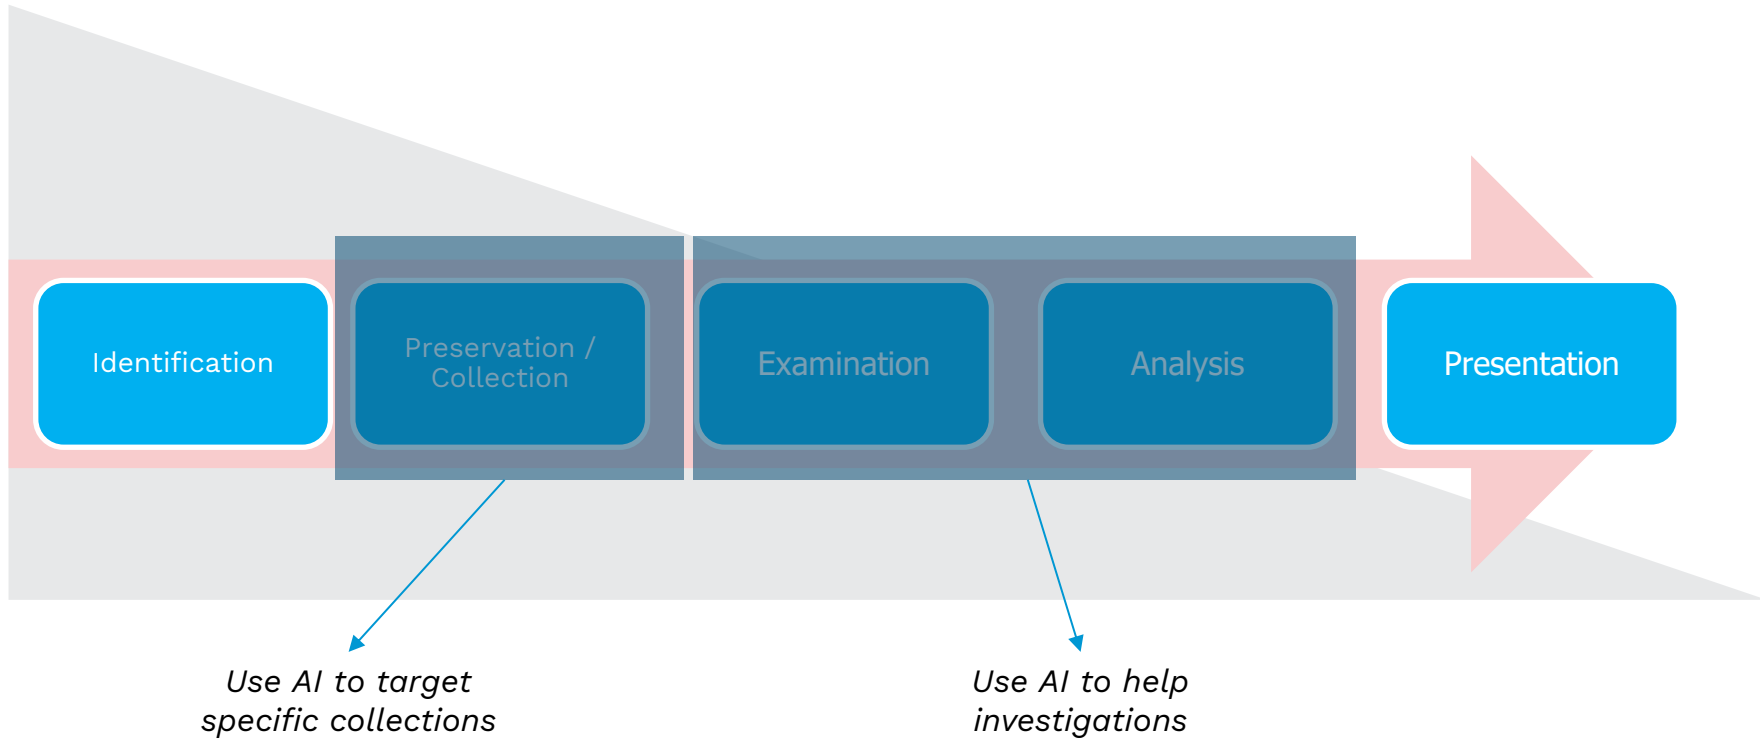 Identification
Preservation /
Collection
Examination
Analysis
Presentation
Use AI to target
specific collections
Use AI to help
investigations